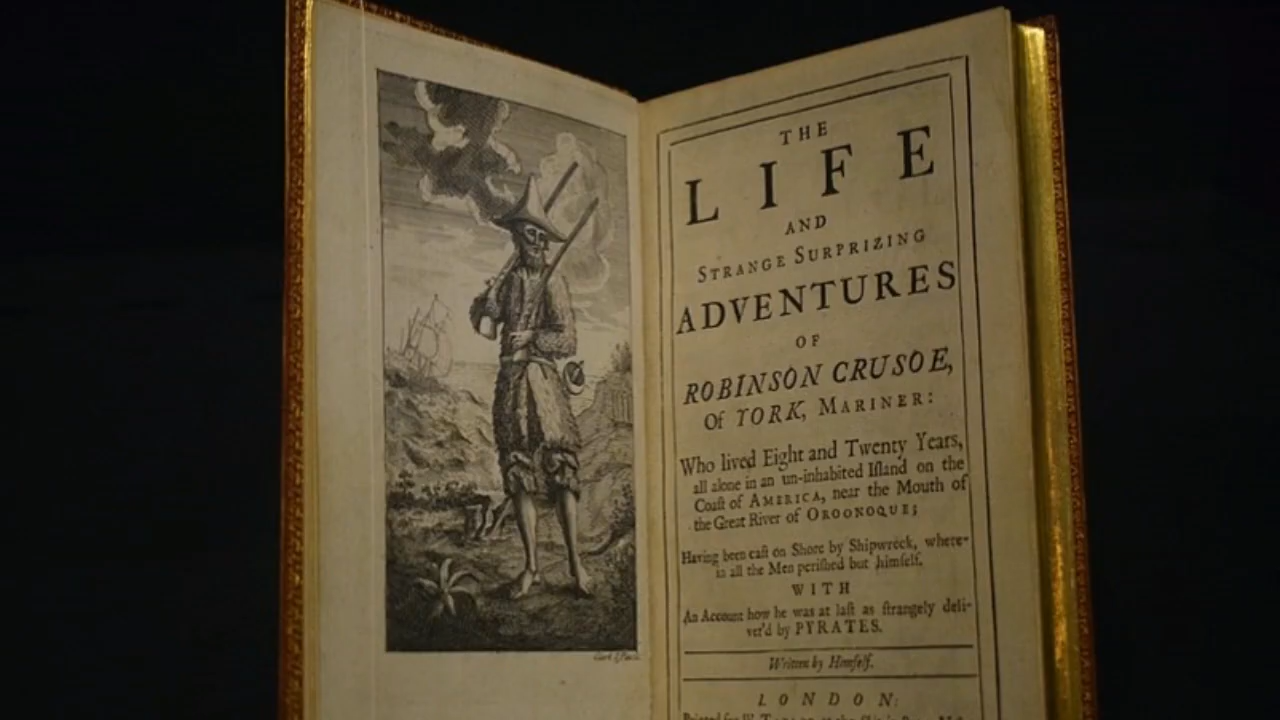 THE
LIFE
AND
STRANGE SURPRIZING
ADVENTURES
OF
ROBINSON CRUSOE,
Of YORK, MARINER:
Who lived Eight and Twenty Years,
all alone in an un-inhabited Iſland on the
Coaſt of AMERICA, near the Mouth of
the Great River of OROONOQUE;
Having been caſt on Shore by Shipwreck, where-
in all the Men periſhed but himſelf.
WITH
An Account how he was at laſt as ſtrangely deli-
ver'd by PYRATES.
Written by Himſelf.
LONDON: